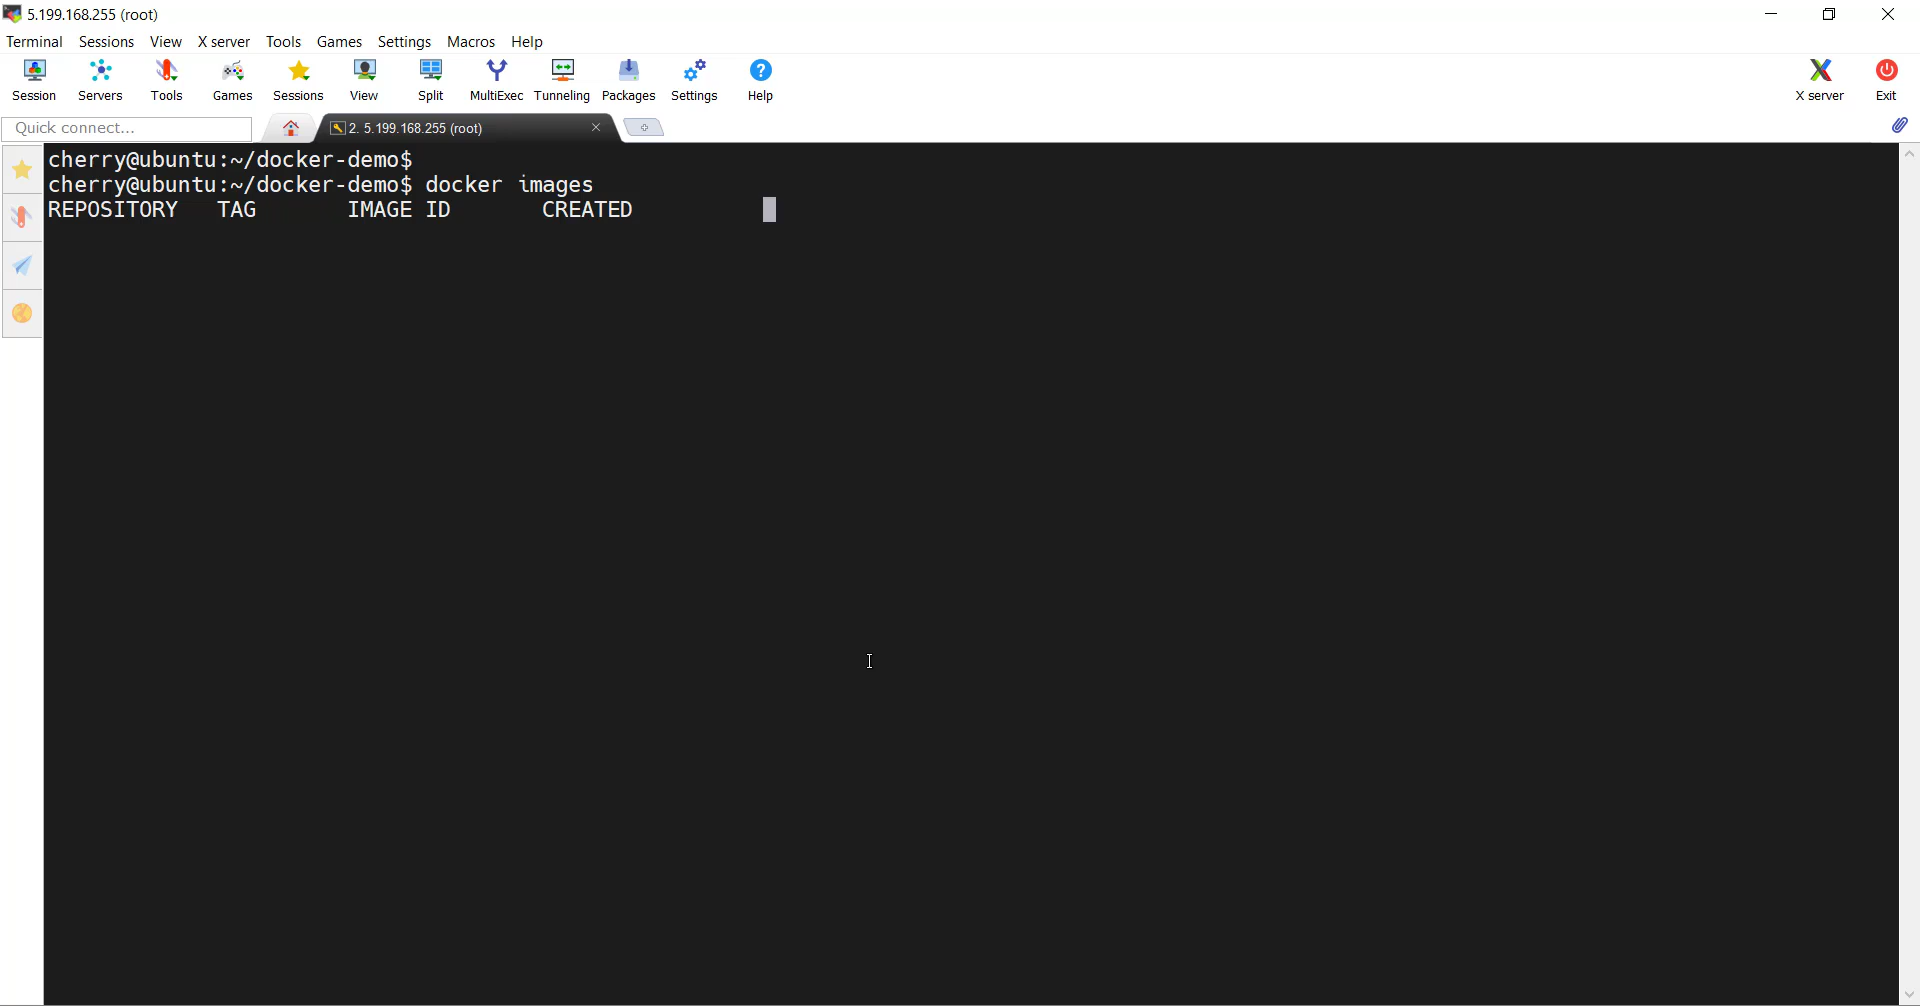 5.199.168.255 (root)
Terminal Sessions View X server Tools Games Settings Macros Help
Session Servers Tools Games Sessions View Split MultiExec Tunneling Packages Settings Help X server Exit
Quick connect... 2. 5.199.168.255 (root)
cherry@ubuntu:~/docker-demo$
cherry@ubuntu:~/docker-demo$ docker images
REPOSITORY TAG IMAGE ID CREATED